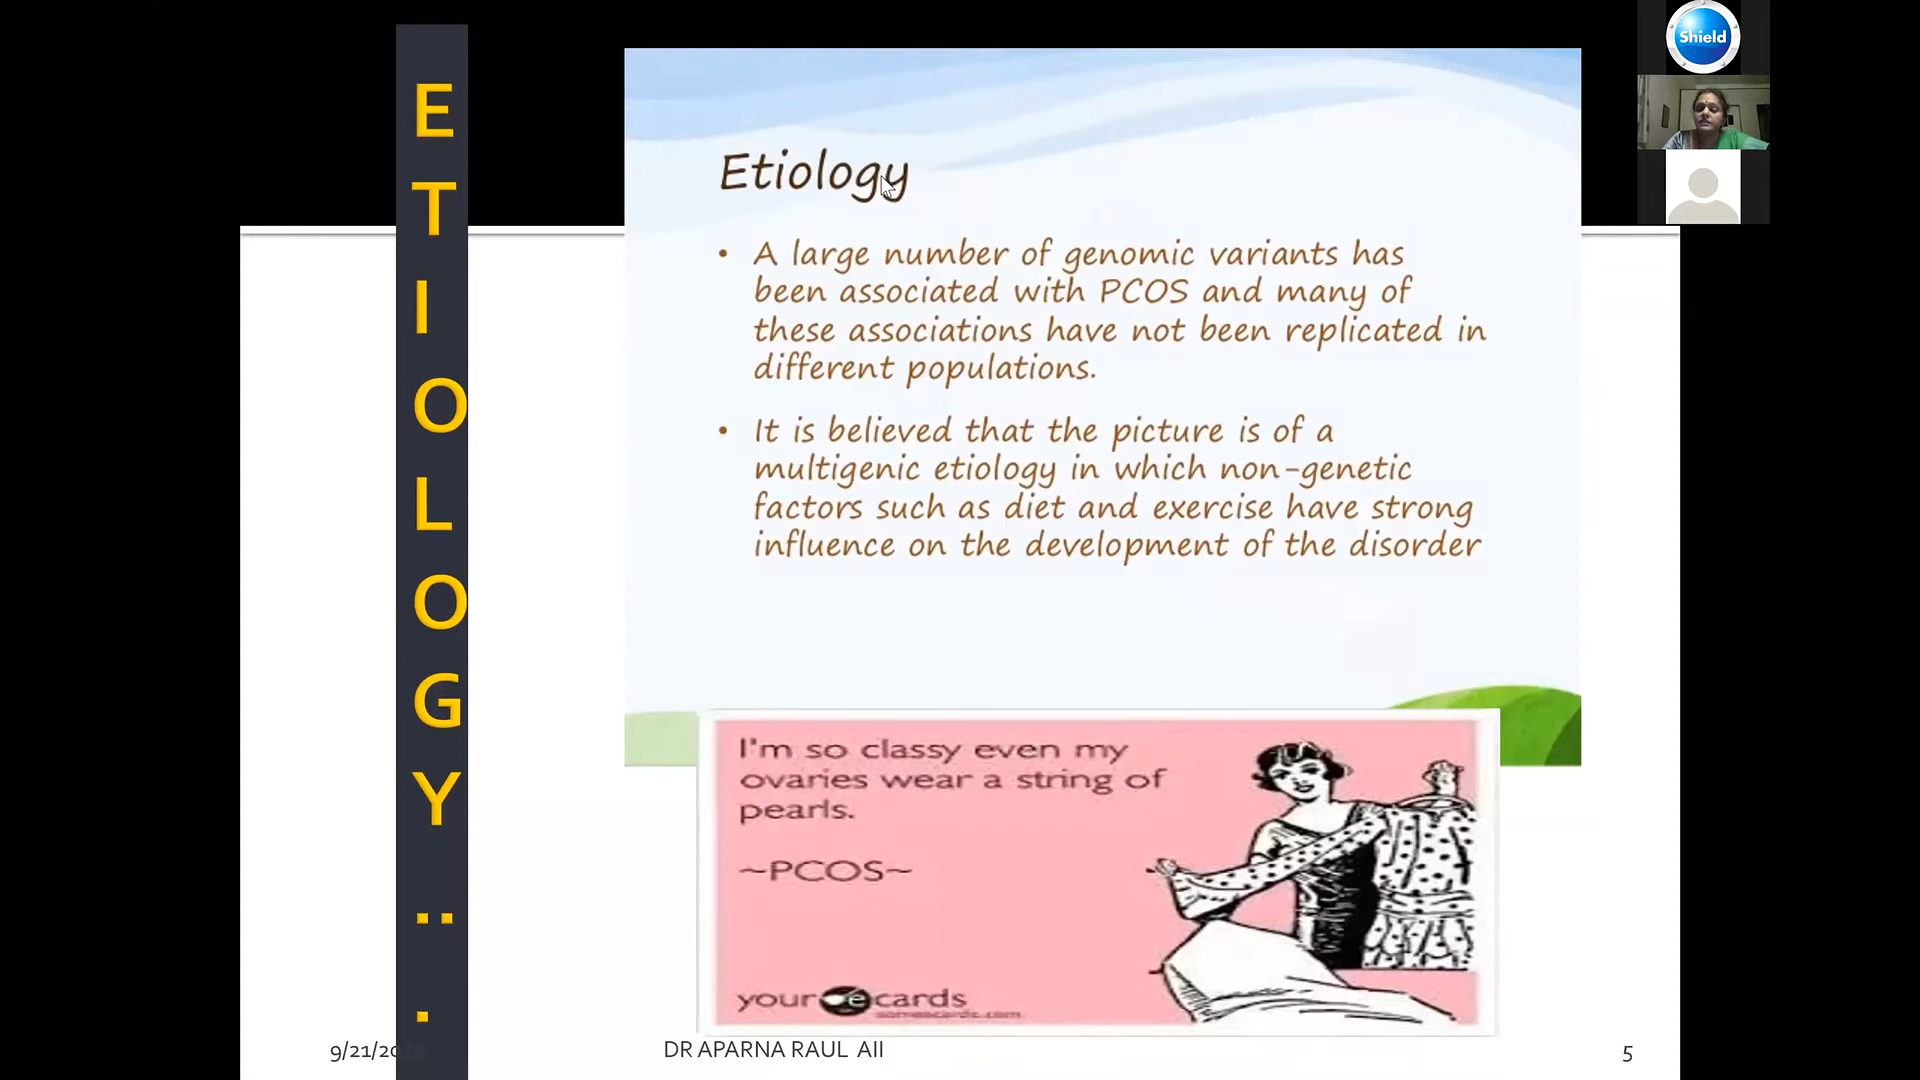 Shield
E
T
I
O
L
O
G
Y
..
.
Etiology
• A large number of genomic variants has
been associated with PCOS and many of
these associations have not been replicated in
different populations.
• It is believed that the picture is of a
multigenic etiology in which non-genetic
factors such as diet and exercise have strong
influence on the development of the disorder
I'm so classy even my
ovaries wear a string of
pearls.
~PCOS~
your e cards
someecards.com
9/21/20
DR APARNA RAUL AII
5